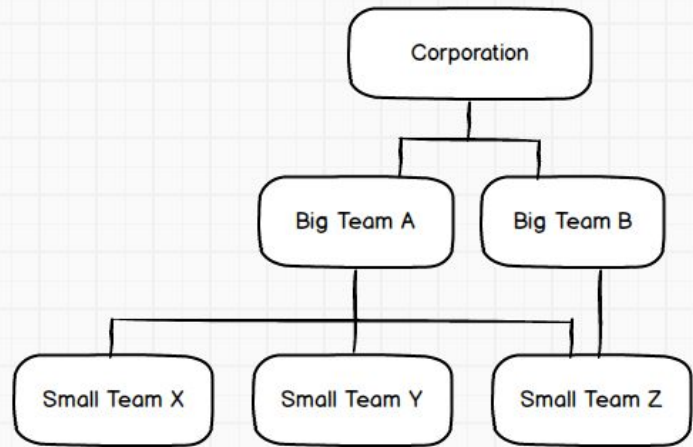 Corporation
Big Team A
Big Team B
Small Team X
Small Team Y
Small Team Z